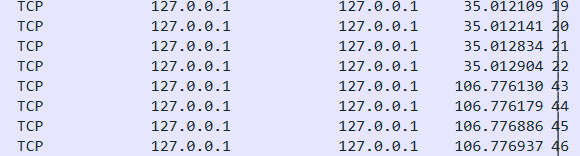 TCP 127.0.0.1 127.0.0.1 35.012109 19
TCP 127.0.0.1 127.0.0.1 35.012141 20
TCP 127.0.0.1 127.0.0.1 35.012834 21
TCP 127.0.0.1 127.0.0.1 35.012904 22
TCP 127.0.0.1 127.0.0.1 106.776130 43
TCP 127.0.0.1 127.0.0.1 106.776179 44
TCP 127.0.0.1 127.0.0.1 106.776886 45
TCP 127.0.0.1 127.0.0.1 106.776937 46